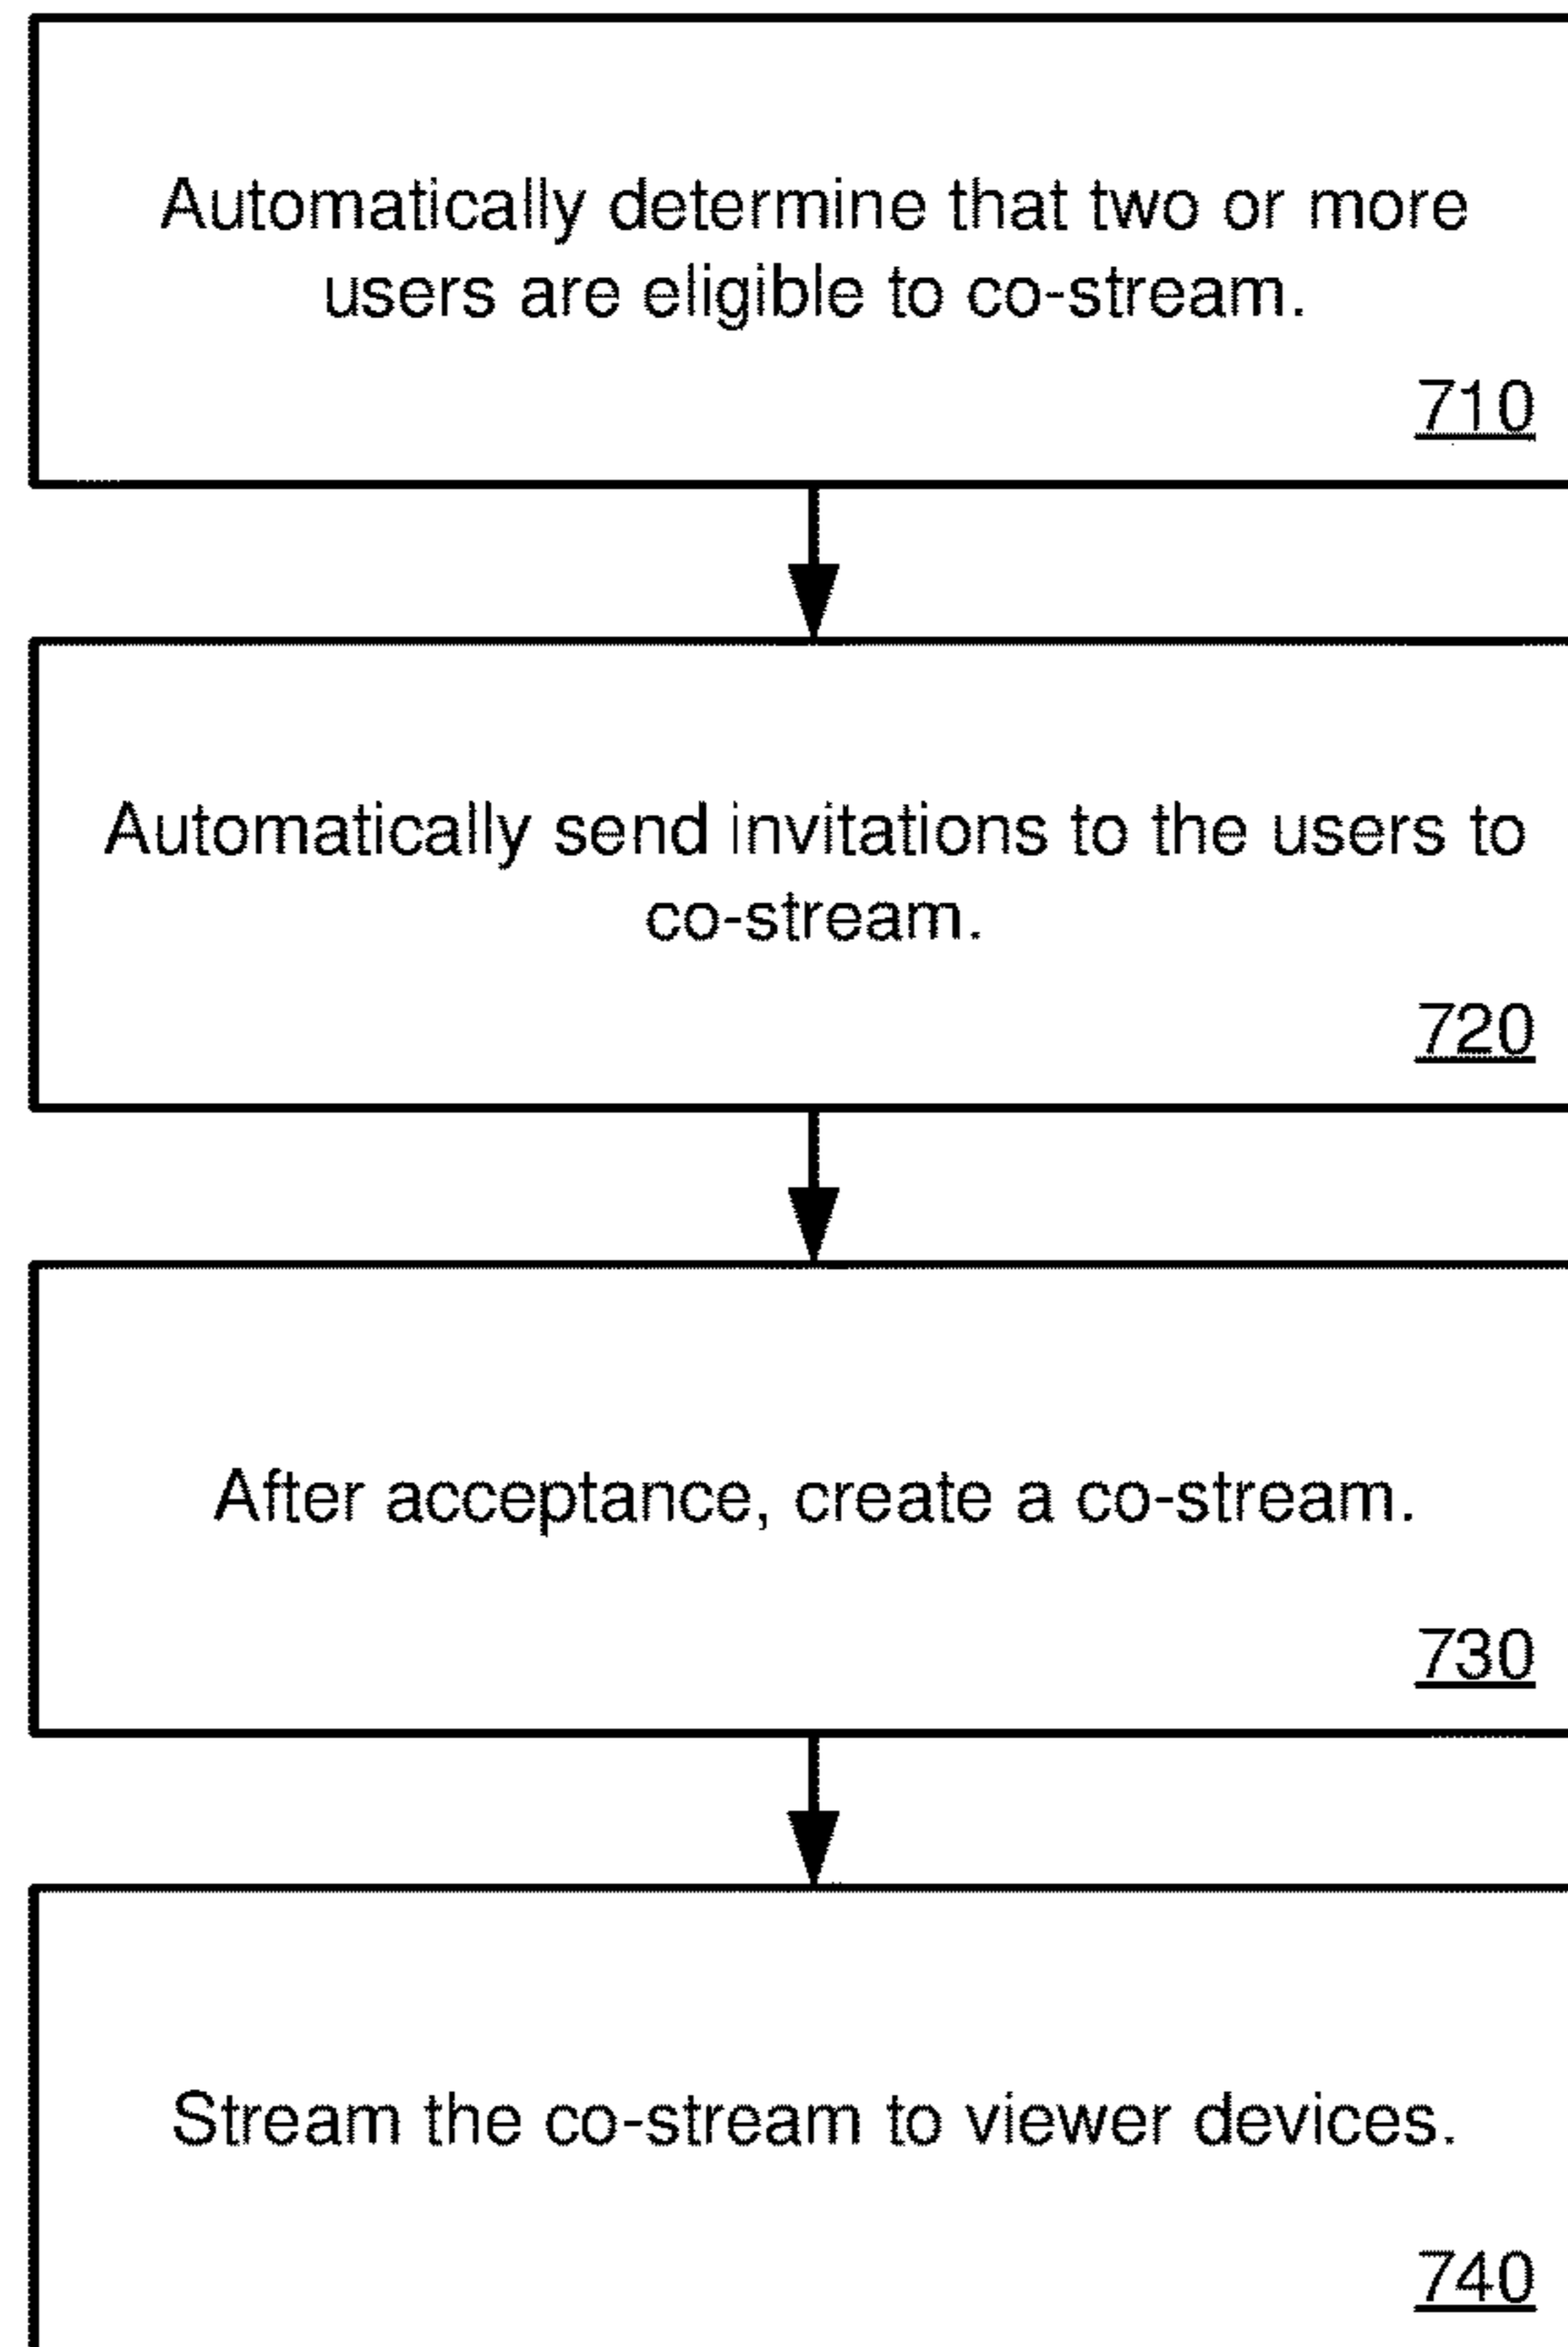 Automatically determine that two or more
users are eligible to co-stream.
710
Automatically send invitations to the users to
co-stream.
720
After acceptance, create a co-stream.
730
Stream the co-stream to viewer devices.
740